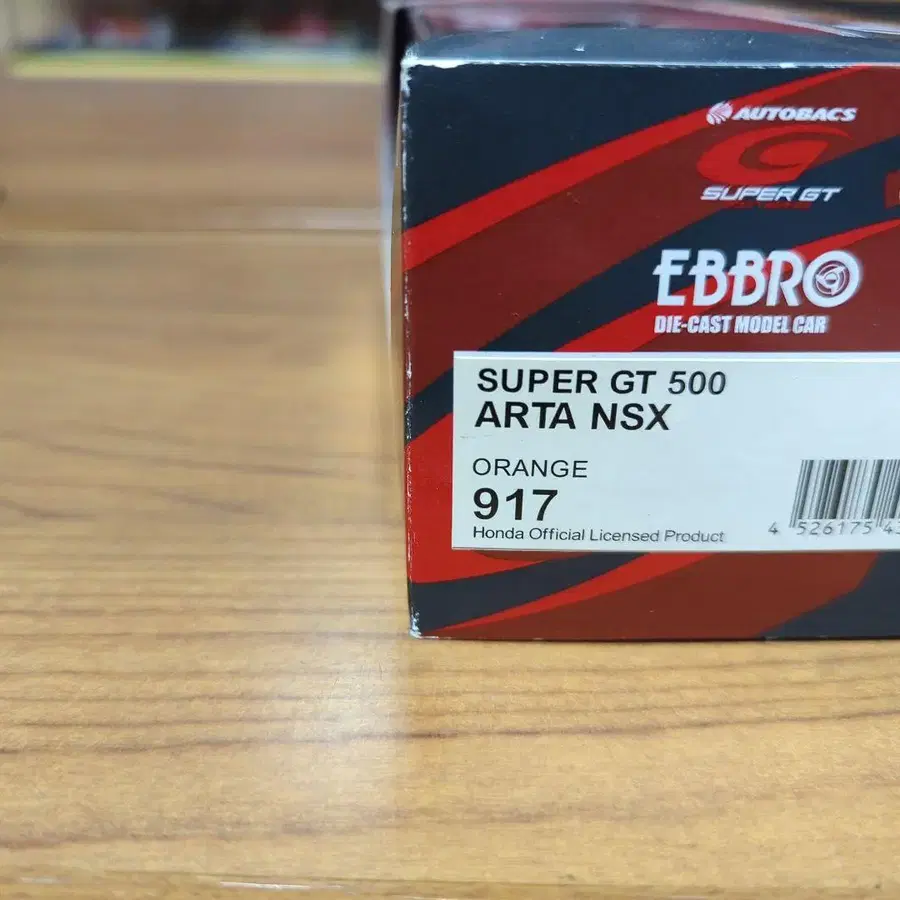 AUTOBACS
SUPER GT
EBBRO
DIE-CAST MODEL CAR
SUPER GT 500
ARTA NSX
ORANGE
917
Honda Official Licensed Product
4 526175 4